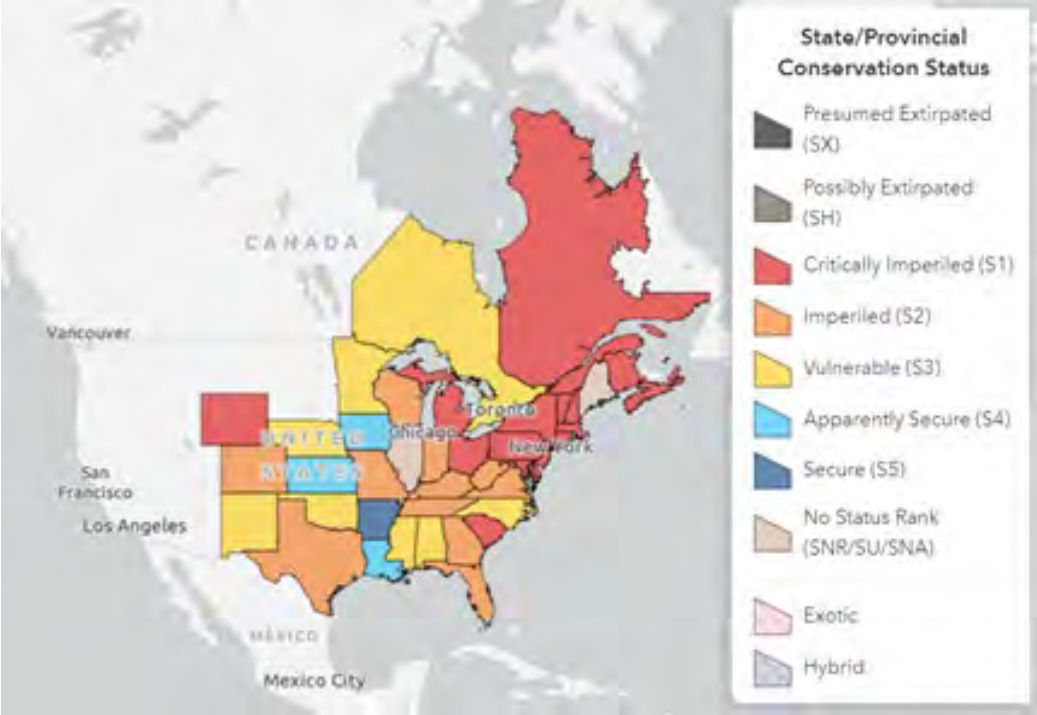 CANADA
Vancouver
Toronto
Chicago
UNITED
New York
STATES
San
Francisco
Los Angeles
MÉXICO
Mexico City
State/Provincial
Conservation Status
Presumed Extirpated
(SX)
Possibly Extirpated
(SH)
Critically Imperiled (S1)
Imperiled (S2)
Vulnerable (S3)
Apparently Secure (S4)
Secure (S5)
No Status Rank
(SNR/SU/SNA)
Exotic
Hybrid